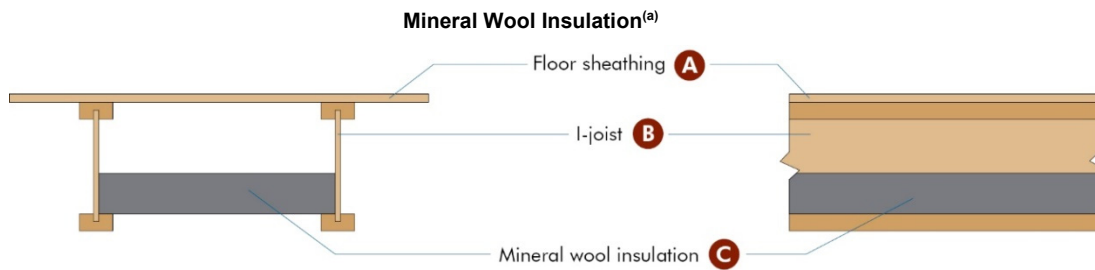 Mineral Wool Insulation(a)
Floor sheathing A
I-joist B
Mineral wool insulation C